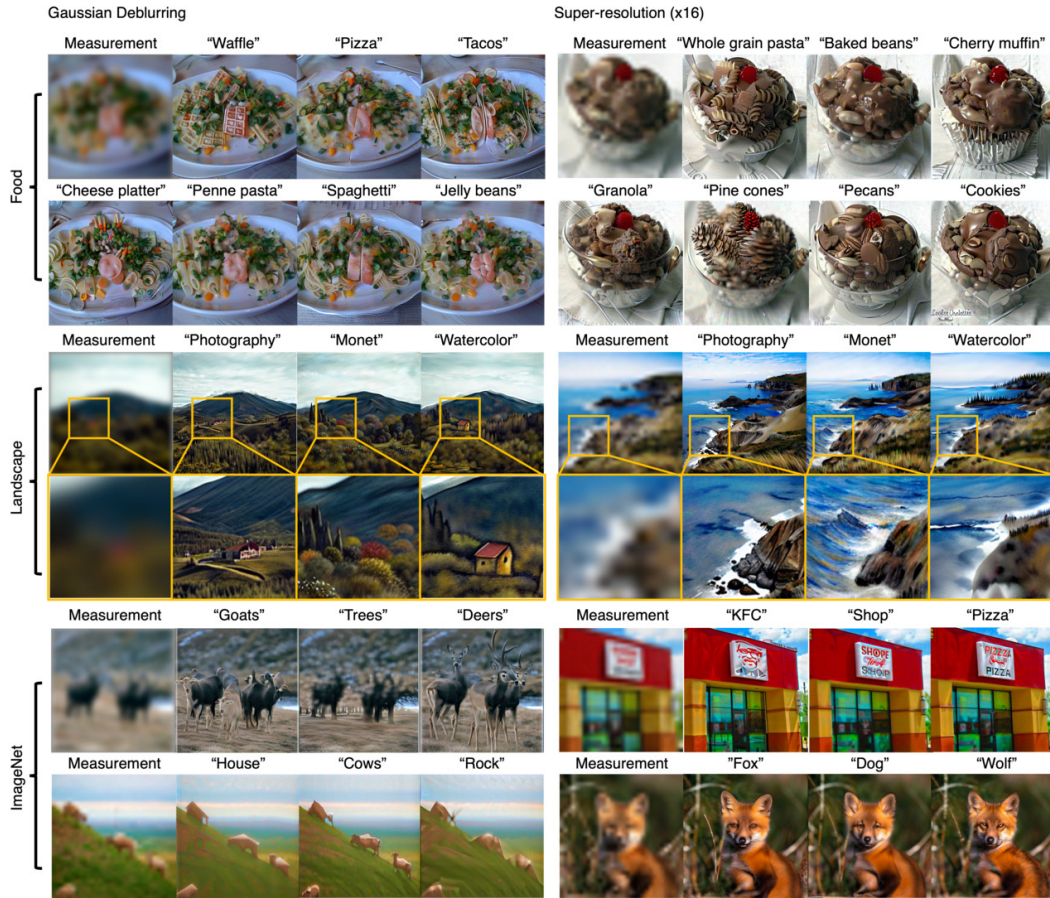 Gaussian Deblurring
Super-resolution (x16)
Measurement "Waffle" "Pizza" "Tacos"
Measurement "Whole grain pasta" "Baked beans" "Cherry muffin"
Food
"Cheese platter" "Penne pasta" "Spaghetti" "Jelly beans"
"Granola" "Pine cones" "Pecans" "Cookies"
Measurement "Photography" "Monet" "Watercolor"
Measurement "Photography" "Monet" "Watercolor"
Landscape
Measurement "Goats" "Trees" "Deers"
Measurement "KFC" "Shop" "Pizza"
SHOPE
SHOP
PIZZA
PIZZA
ImageNet
Measurement "House" "Cows" "Rock"
Measurement "Fox" "Dog" "Wolf"